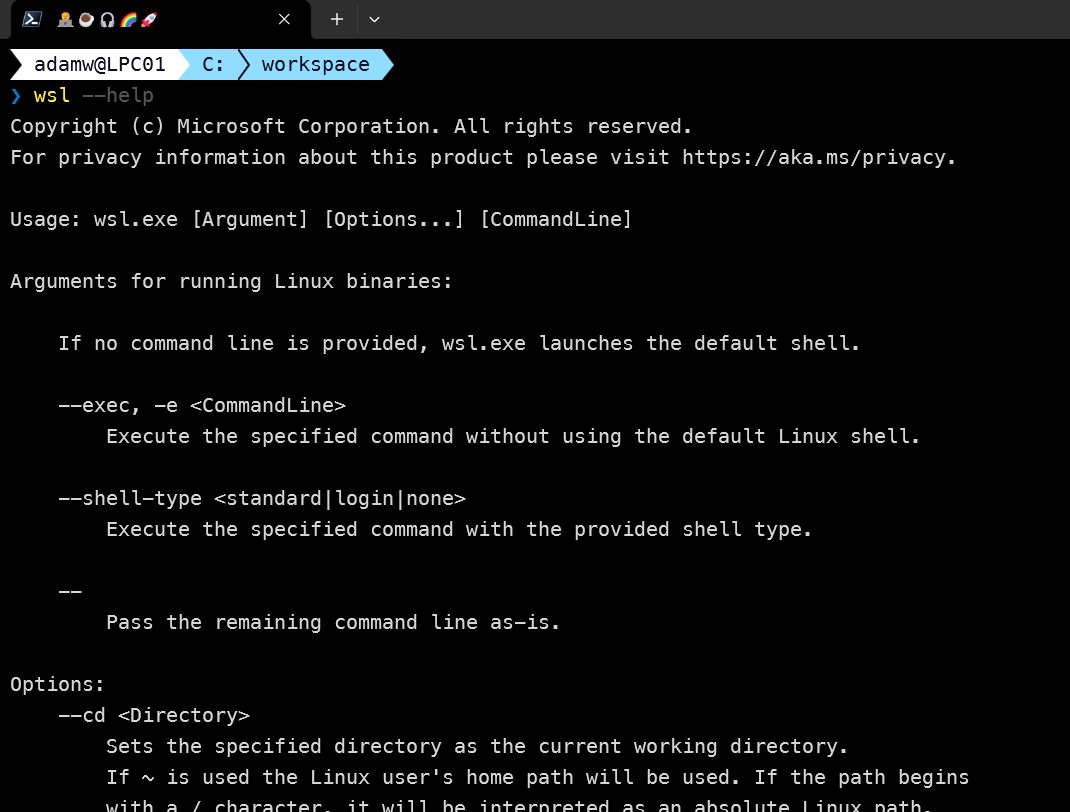 adamw@LPC01 C: workspace
❯ wsl --help
Copyright (c) Microsoft Corporation. All rights reserved.
For privacy information about this product please visit https://aka.ms/privacy.
Usage: wsl.exe [Argument] [Options...] [CommandLine]
Arguments for running Linux binaries:
If no command line is provided, wsl.exe launches the default shell.
--exec, -e <CommandLine>
Execute the specified command without using the default Linux shell.
--shell-type <standard|login|none>
Execute the specified command with the provided shell type.
--
Pass the remaining command line as-is.
Options:
--cd <Directory>
Sets the specified directory as the current working directory.
If ~ is used the Linux user's home path will be used. If the path begins
with a / character, it will be interpreted as an absolute Linux path.